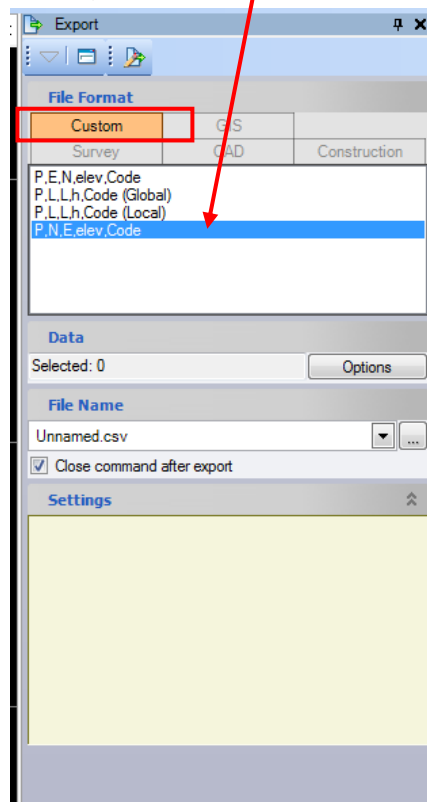 Export
File Format
Custom GIS
Survey CAD Construction
P,E,N,elev,Code
P,L,L,h,Code (Global)
P,L,L,h,Code (Local)
P,N,E,elev,Code
Data
Selected: 0 Options
File Name
Unnamed.csv ...
Close command after export
Settings